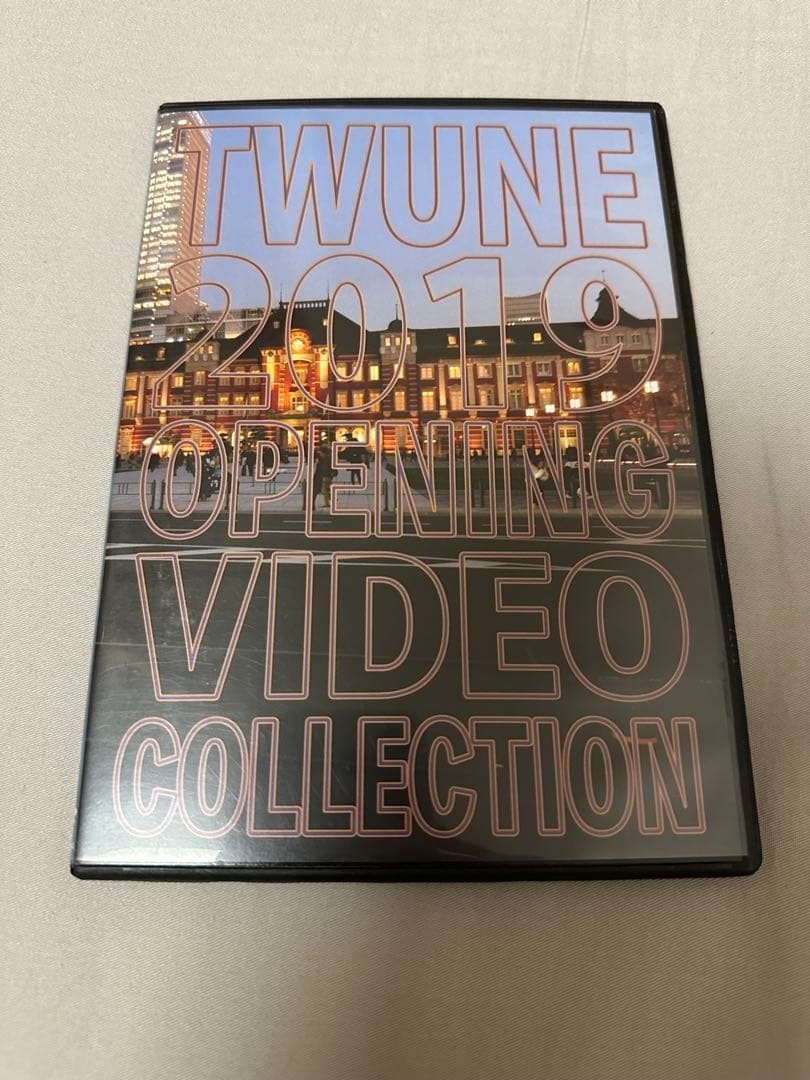 TWUNE
2019
OPENING
VIDEO
COLLECTION